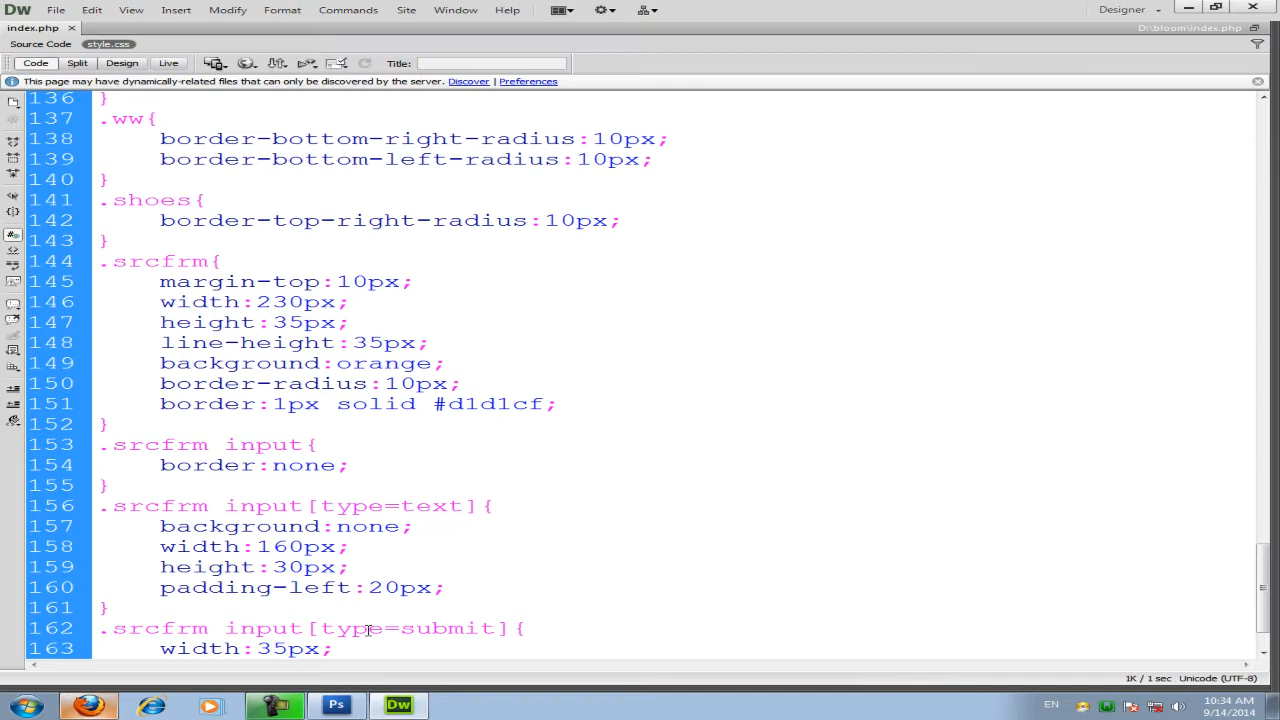 Dw File Edit View Insert Modify Format Commands Site Window Help Designer
index.php × D:\bloom\index.php
Source Code style.css
Code Split Design Live Title:
This page may have dynamically-related files that can only be discovered by the server. Discover Preferences
136 }
137 .ww{
138 border-bottom-right-radius:10px;
139 border-bottom-left-radius:10px;
140 }
141 .shoes{
142 border-top-right-radius:10px;
143 }
144 .srcfrm{
145 margin-top:10px;
146 width:230px;
147 height:35px;
148 line-height:35px;
149 background:orange;
150 border-radius:10px;
151 border:1px solid #d1d1cf;
152 }
153 .srcfrm input{
154 border:none;
155 }
156 .srcfrm input[type=text]{
157 background:none;
158 width:160px;
159 height:30px;
160 padding-left:20px;
161 }
162 .srcfrm input[type=submit]{
163 width:35px;
1K / 1 sec Unicode (UTF-8)
Ps Dw EN 10:34 AM
9/14/2014